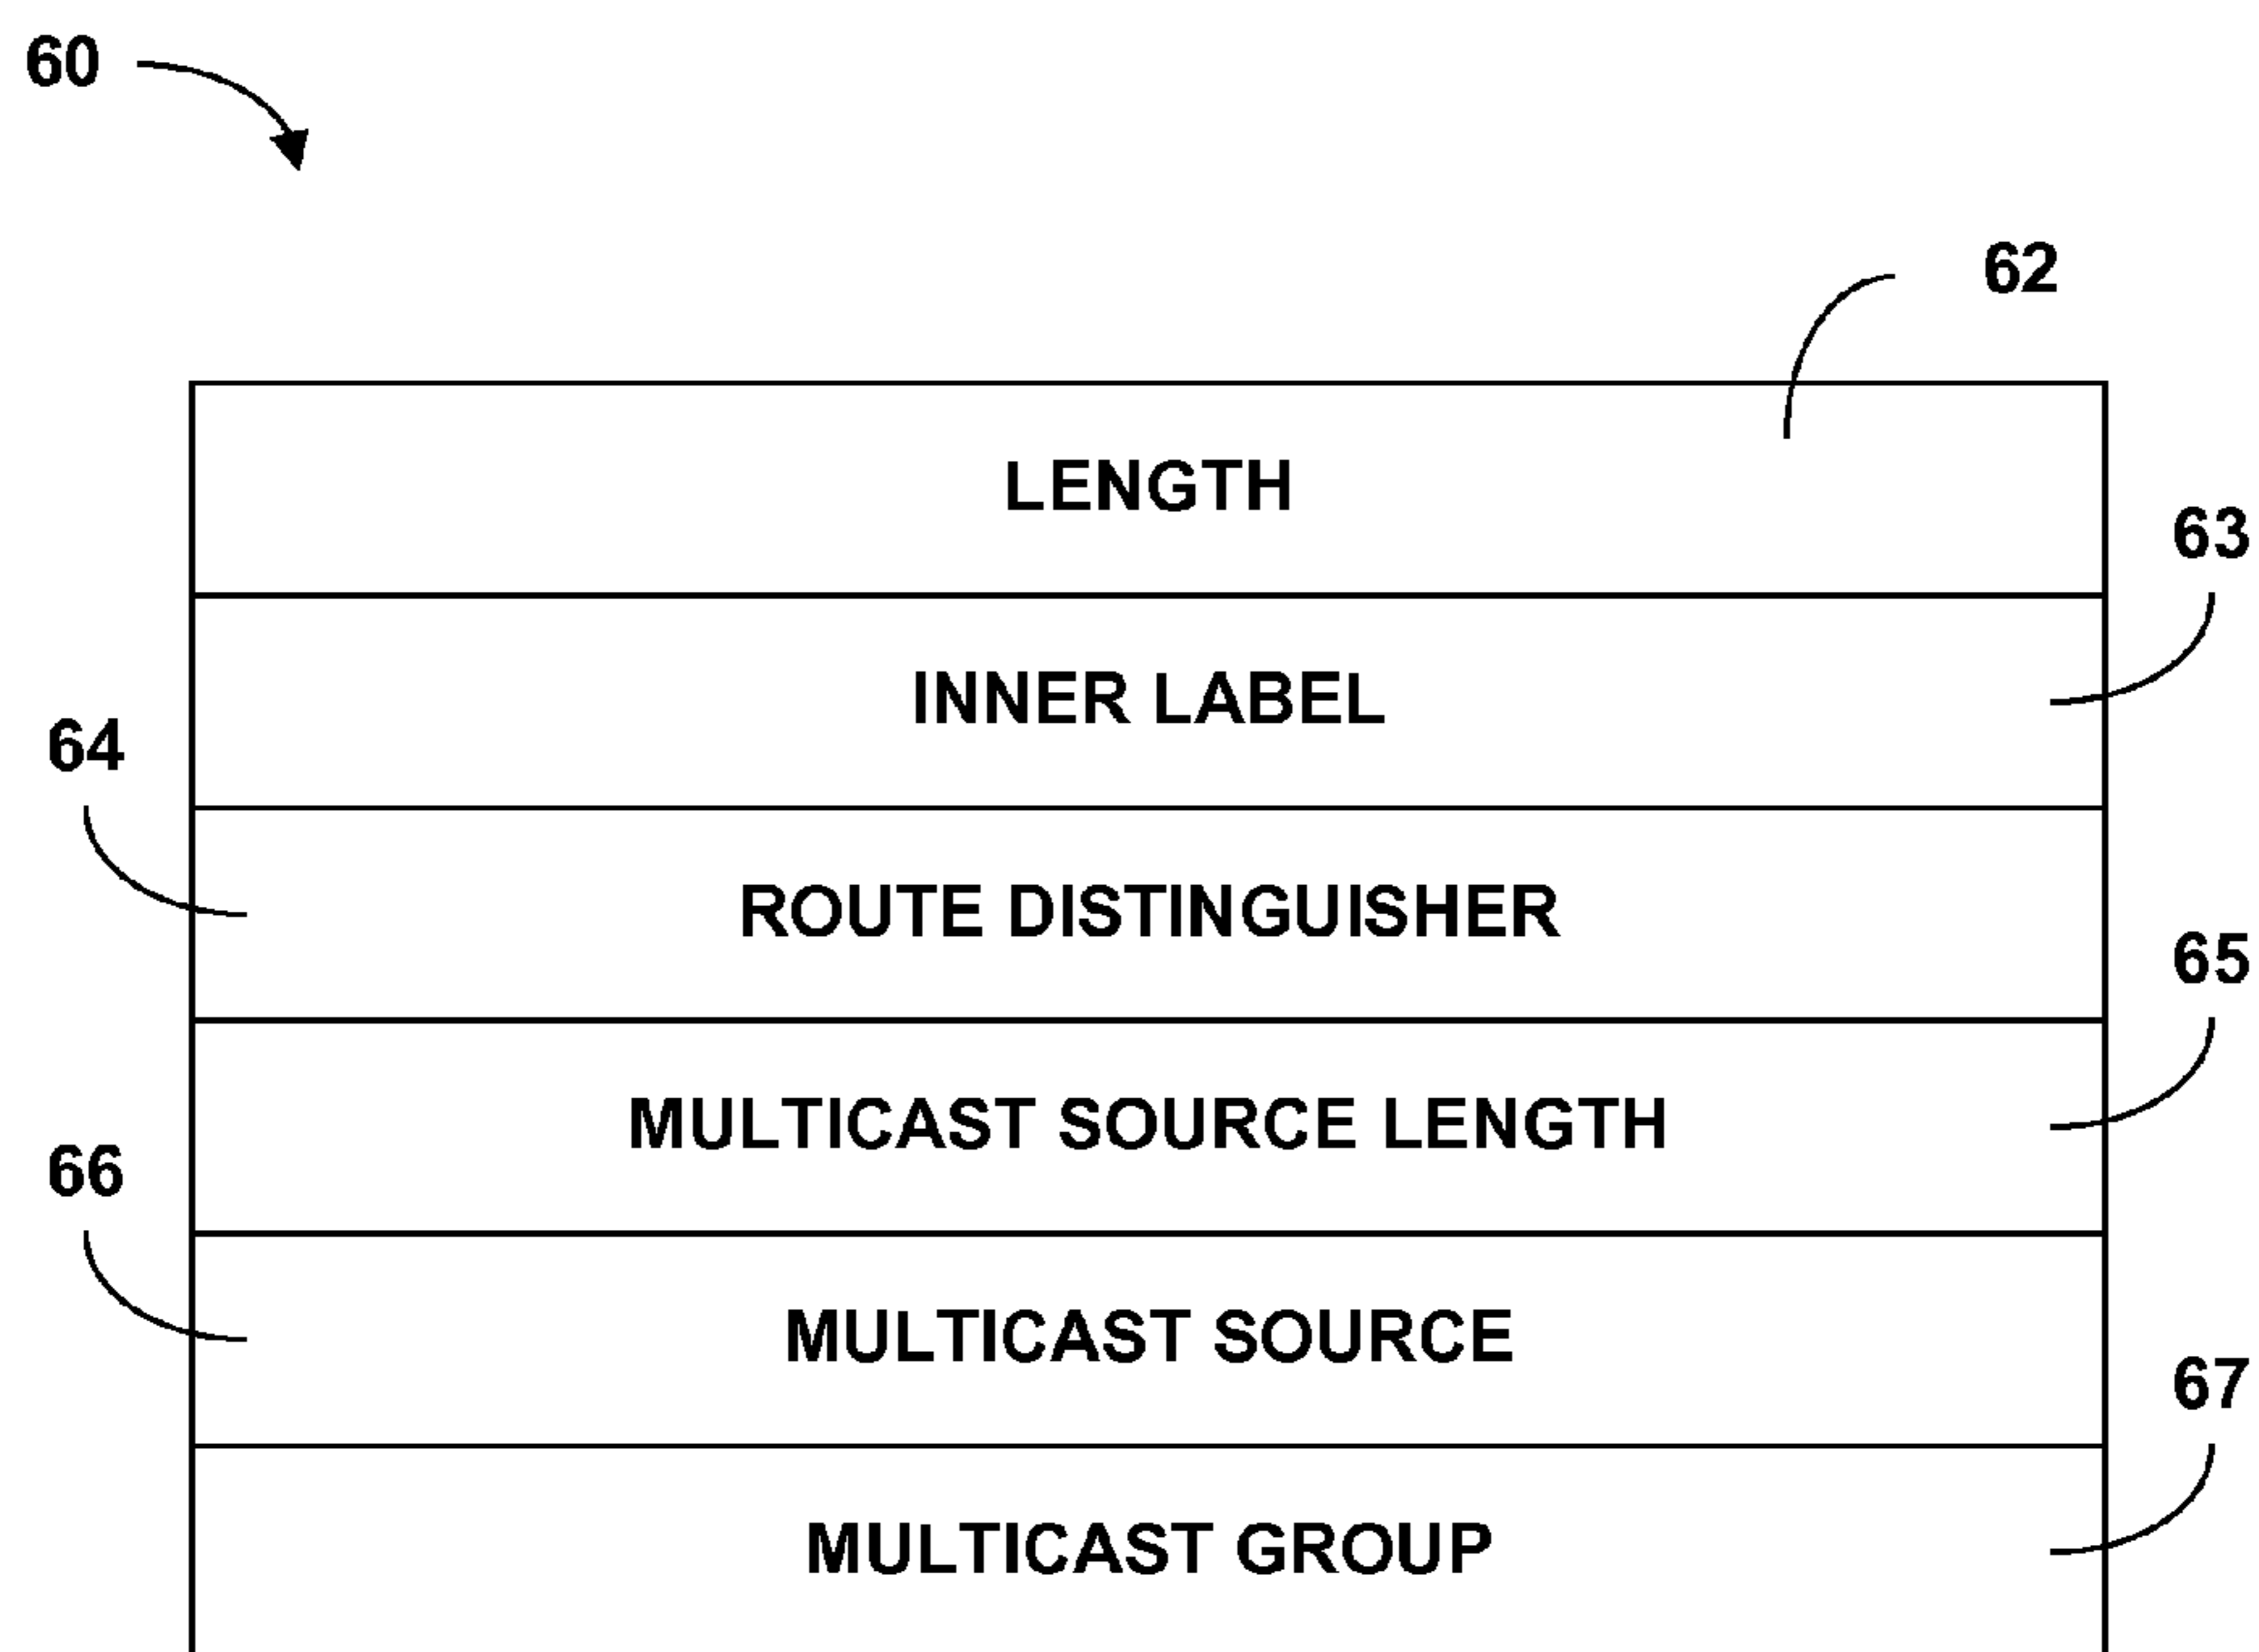 60
62
LENGTH
63
INNER LABEL
64
ROUTE DISTINGUISHER
65
MULTICAST SOURCE LENGTH
66
MULTICAST SOURCE
67
MULTICAST GROUP